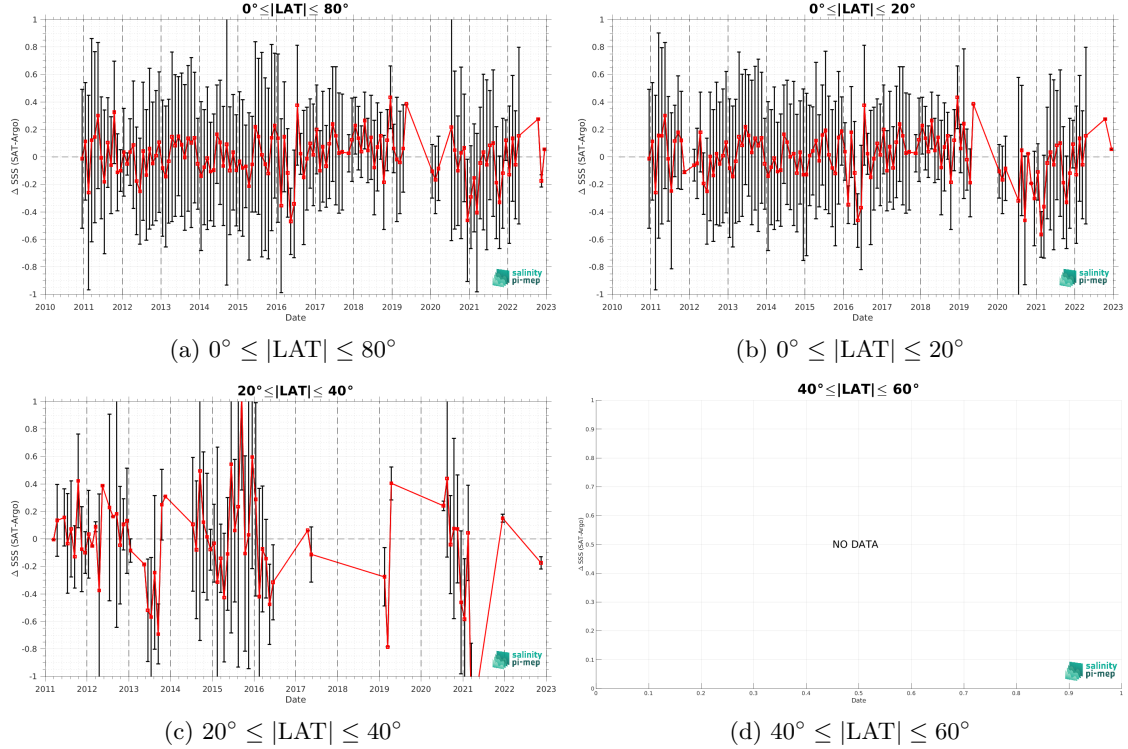 0°≤|LAT|≤ 80°
1
0.8
0.6
0.4
0.2
0
-0.2
-0.4
-0.6
-0.8
-1
Δ SSS (SAT-Argo)
2010 2011 2012 2013 2014 2015 2016 2017 2018 2019 2020 2021 2022 2023
Date
salinity
pi-mep
(a) 0° ≤ |LAT| ≤ 80°
0°≤|LAT|≤ 20°
1
0.8
0.6
0.4
0.2
0
-0.2
-0.4
-0.6
-0.8
-1
Δ SSS (SAT-Argo)
2010 2011 2012 2013 2014 2015 2016 2017 2018 2019 2020 2021 2022 2023
Date
salinity
pi-mep
(b) 0° ≤ |LAT| ≤ 20°
20°≤|LAT|≤ 40°
1
0.8
0.6
0.4
0.2
0
-0.2
-0.4
-0.6
-0.8
-1
Δ SSS (SAT-Argo)
2011 2012 2013 2014 2015 2016 2017 2018 2019 2020 2021 2022 2023
Date
salinity
pi-mep
(c) 20° ≤ |LAT| ≤ 40°
40°≤|LAT|≤ 60°
1
0.9
0.8
0.7
0.6
0.5
0.4
0.3
0.2
0.1
0
Δ SSS (SAT-Argo)
NO DATA
0 0.1 0.2 0.3 0.4 0.5 0.6 0.7 0.8 0.9 1
Date
salinity
pi-mep
(d) 40° ≤ |LAT| ≤ 60°